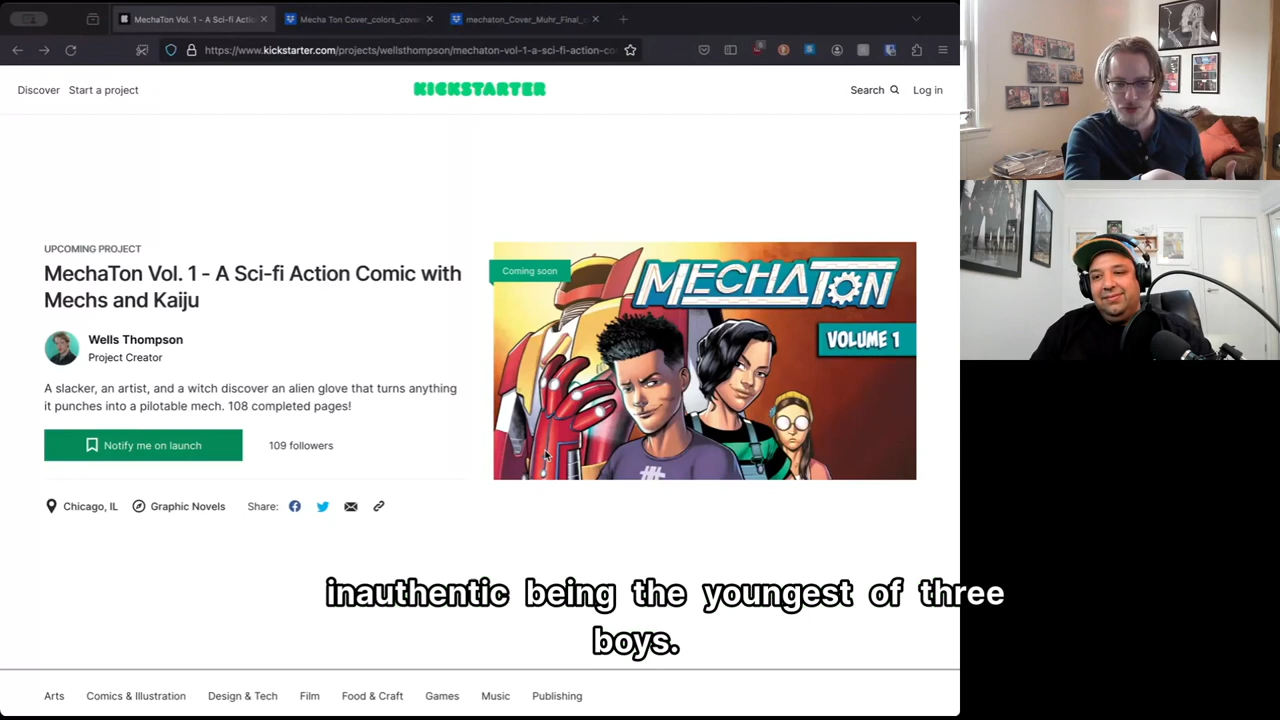 MechaTon Vol. 1 - A Sci-fi Actio
Mecha Ton Cover_colors_cove
mechaton_Cover_Muhr_Final_
https://www.kickstarter.com/projects/wellsthompson/mechaton-vol-1-a-sci-fi-action-co
Discover Start a project
KICKSTARTER
Search Log in
UPCOMING PROJECT
MechaTon Vol. 1 - A Sci-fi Action Comic with
Mechs and Kaiju
Wells Thompson
Project Creator
A slacker, an artist, and a witch discover an alien glove that turns anything
it punches into a pilotable mech. 108 completed pages!
Notify me on launch 109 followers
Coming soon
MECHATON
VOLUME 1
Chicago, IL Graphic Novels Share:
inauthentic being the youngest of three
boys.
Arts Comics & Illustration Design & Tech Film Food & Craft Games Music Publishing